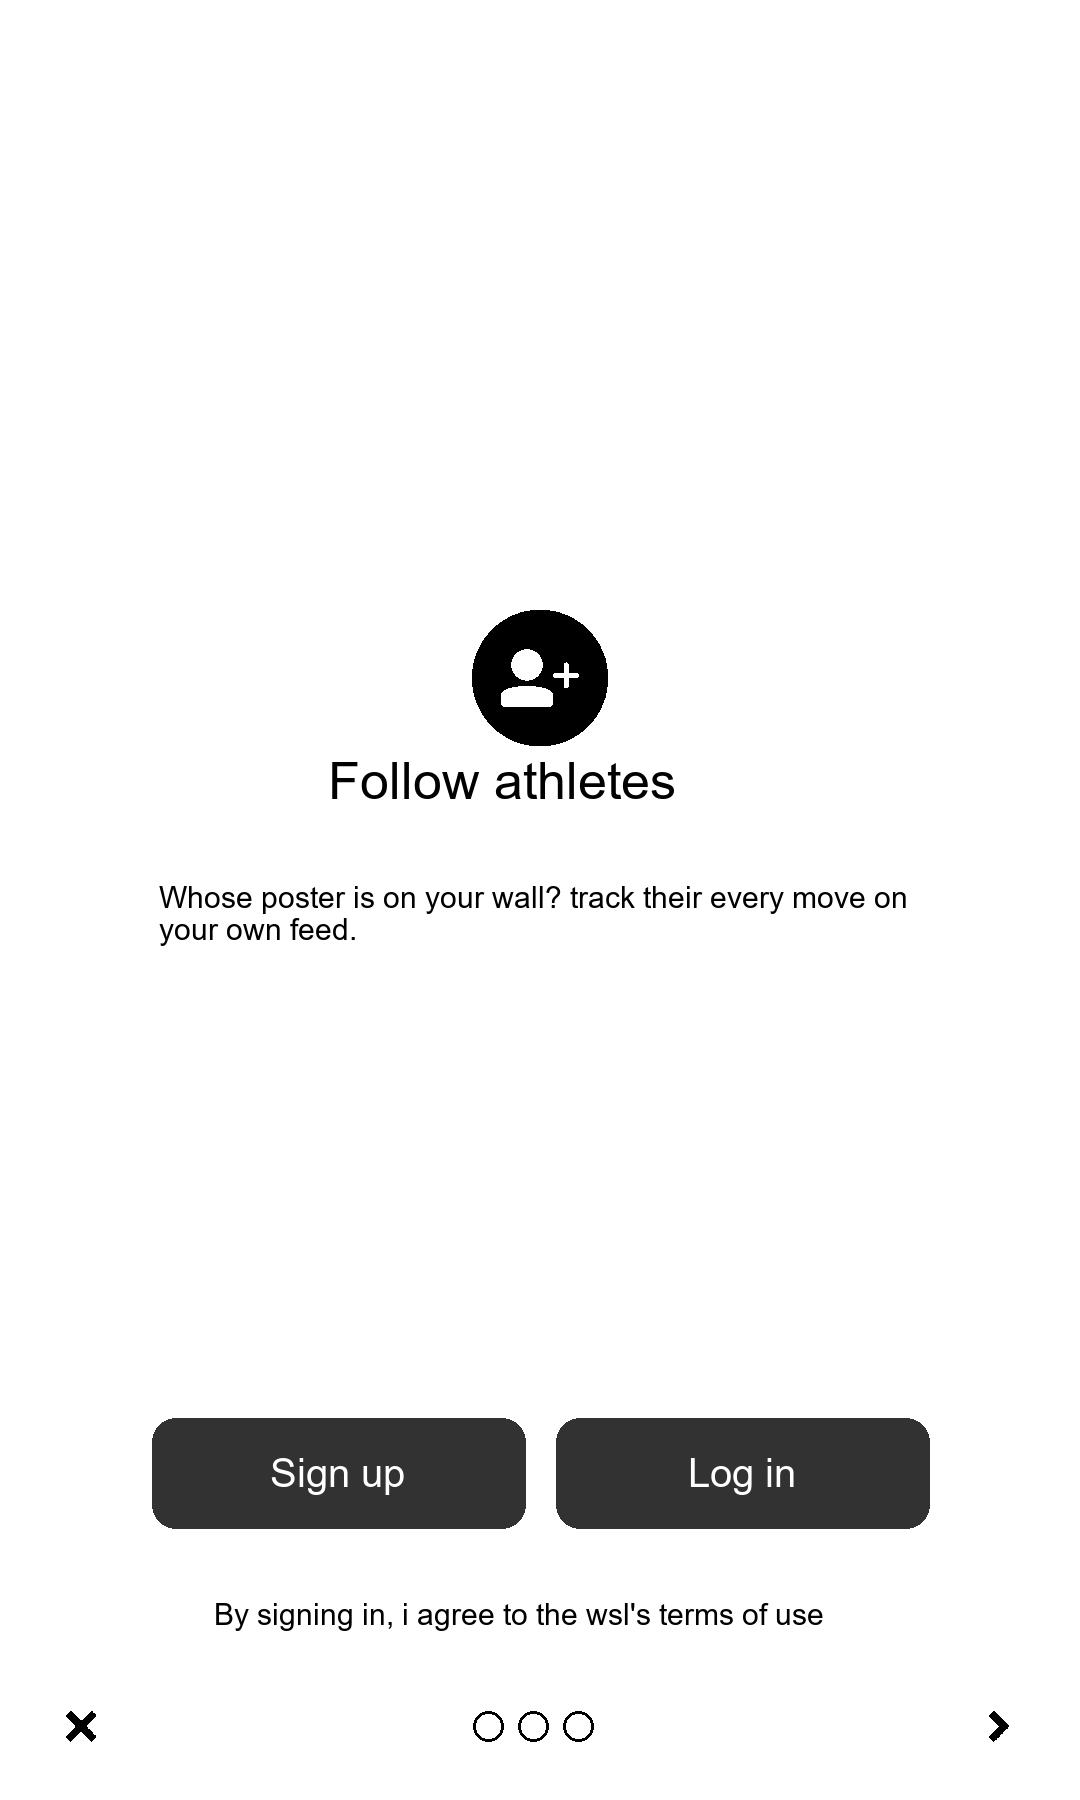 Follow athletes
Whose poster is on your wall? track their every move on
your own feed.
Sign up
Log in
By signing in, i agree to the wsl's terms of use